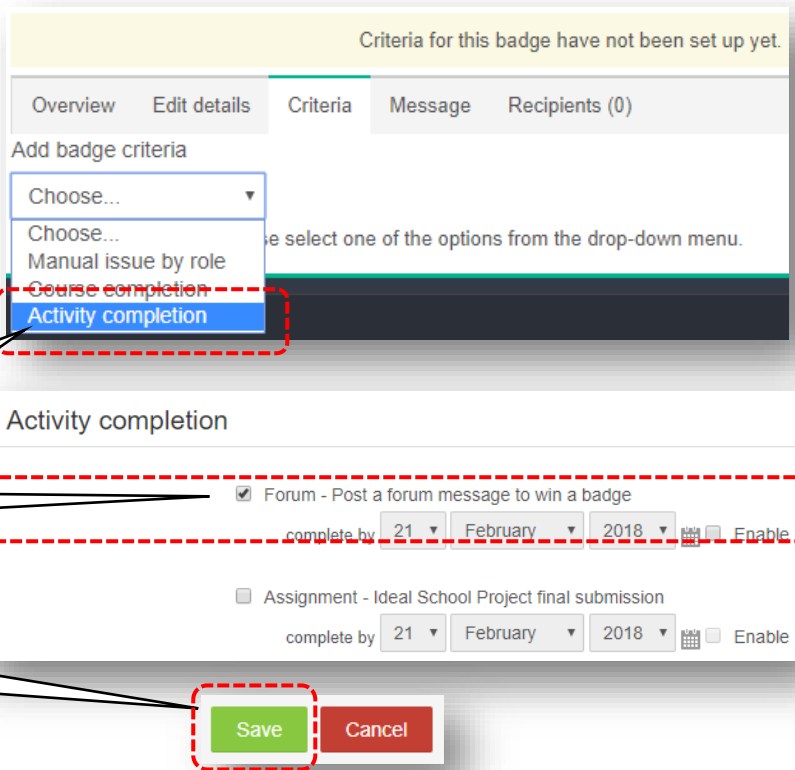 Criteria for this badge have not been set up yet.
Overview Edit details Criteria Message Recipients (0)
Add badge criteria
Choose...
Choose...
select one of the options from the drop-down menu.
Manual issue by role
Course completion
Activity completion
Activity completion
Forum - Post a forum message to win a badge
complete by 21 February 2018 Enable
Assignment - Ideal School Project final submission
complete by 21 February 2018 Enable
Save Cancel